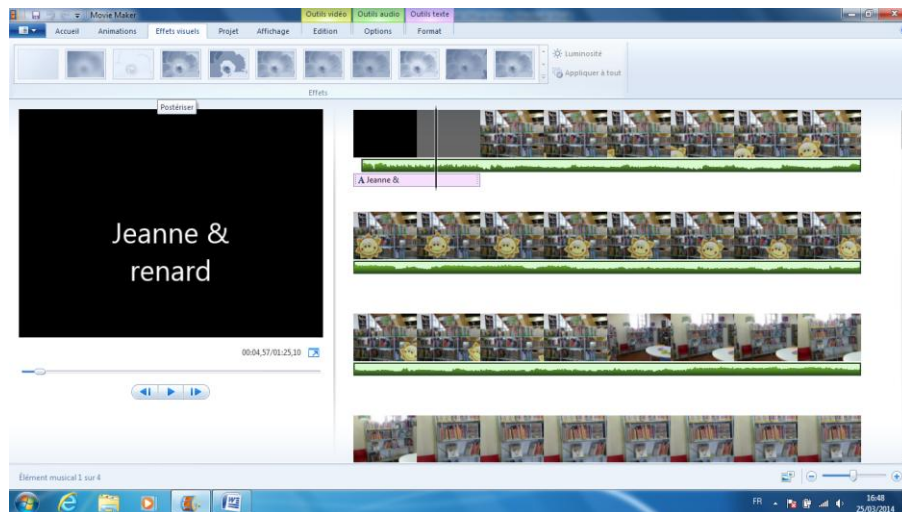 Movie Maker
Outils vidéo Outils audio Outils texte
Accueil Animations Effets visuels Projet Affichage Edition Options Format
Luminosité
Appliquer à tout
Effets
Postériser
A Jeanne &
Jeanne &
renard
00:04,57/01:25,10
Élément musical 1 sur 4
FR
16:48
25/03/2014